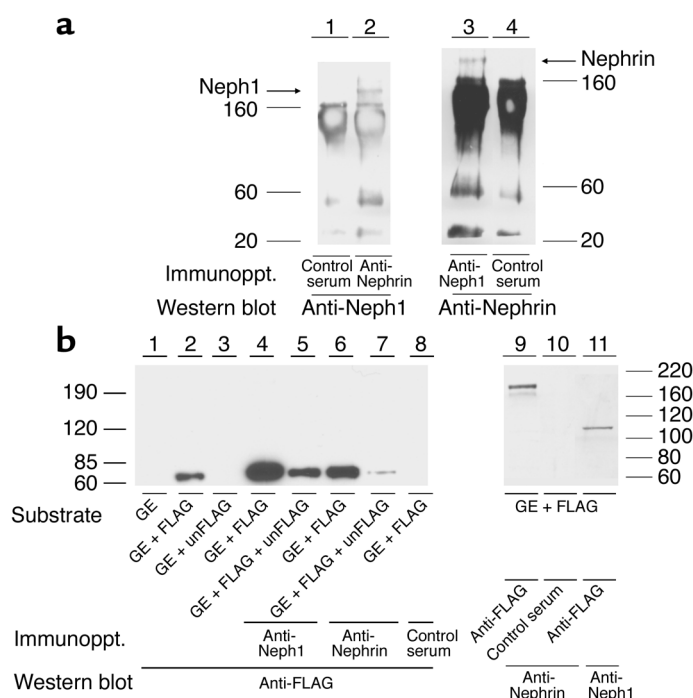 a
1 2 3 4
Neph1
Nephrin
160
160
60
60
20
20
Immunoppt. Control serum Anti-Nephrin Anti-Neph1 Control serum
Western blot Anti-Neph1 Anti-Nephrin
b
1 2 3 4 5 6 7 8 9 10 11
190
120
85
60
220
160
120
100
80
60
Substrate GE GE + FLAG GE + unFLAG GE + FLAG GE + FLAG + unFLAG GE + FLAG GE + FLAG + unFLAG GE + FLAG
GE + FLAG
Anti-FLAG Control serum Anti-FLAG
Immunoppt. Anti-Neph1 Anti-Nephrin Control serum
Western blot Anti-FLAG Anti-Nephrin Anti-Neph1